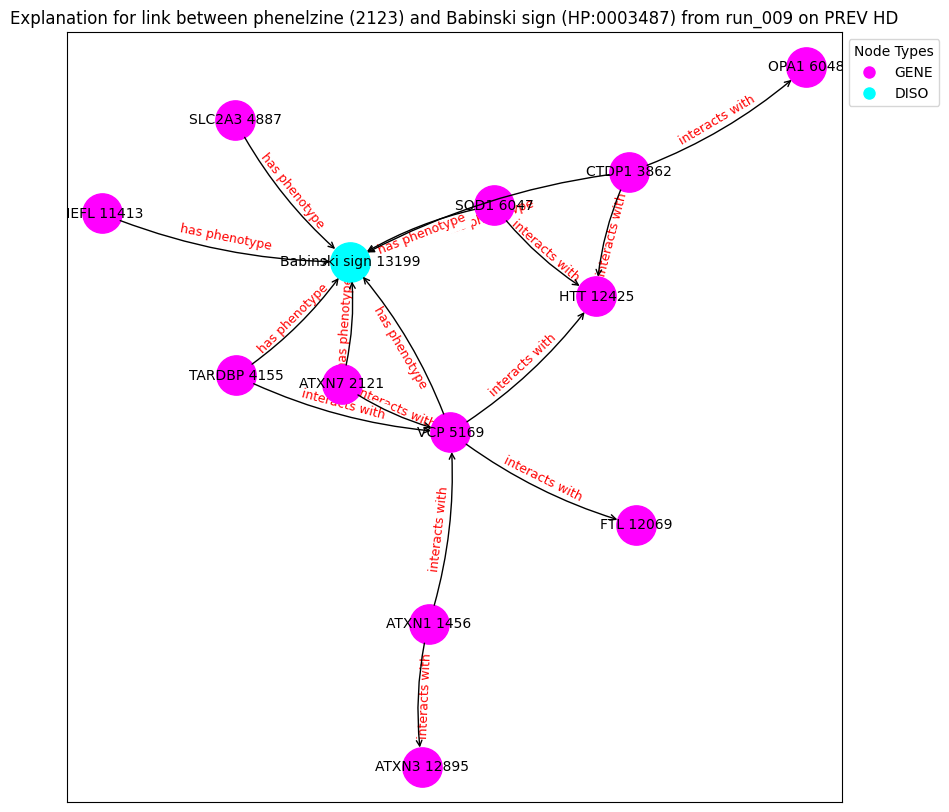 Explanation for link between phenelzine (2123) and Babinski sign (HP:0003487) from run_009 on PREV HD
Node Types
GENE
DISO
OPA1 6048
interacts with
SLC2A3 4887
CTDP1 3862
has phenotype
SOD1 6047
IEFL 11413
has phenotype
has phenotype
interacts with
interacts with
Babinski sign 13199
HTT 12425
has phenotype
has phenotype
has phenotype
interacts with
TARDBP 4155
ATXN7 2121
interacts with
interacts with
VCP 5169
interacts with
interacts with
FTL 12069
ATXN1 1456
interacts with
ATXN3 12895